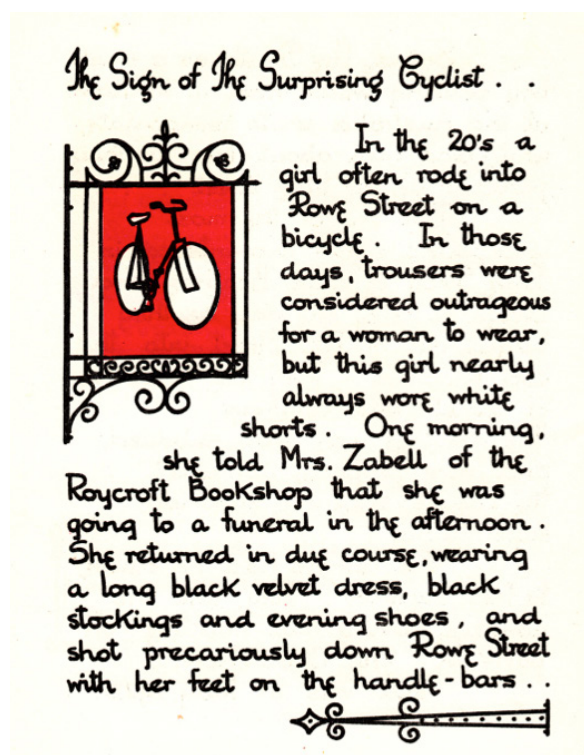 The Sign of The Surprising Cyclist . .
In the 20's a
girl often rode into
Rowe Street on a
bicycle. In those
days, trousers were
considered outrageous
for a woman to wear,
but this girl nearly
always wore white
shorts. One morning,
she told Mrs. Zabell of the
Roycroft Bookshop that she was
going to a funeral in the afternoon.
She returned in due course, wearing
a long black velvet dress, black
stockings and evening shoes, and
shot precariously down Rowe Street
with her feet on the handle-bars . .